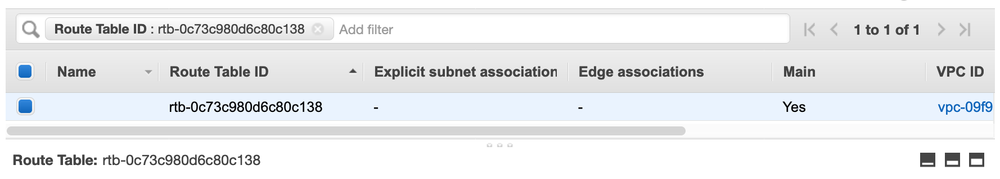 Route Table ID : rtb-0c73c980d6c80c138 Add filter 1 to 1 of 1
Name Route Table ID Explicit subnet association Edge associations Main VPC ID
rtb-0c73c980d6c80c138 - - Yes vpc-09f9
Route Table: rtb-0c73c980d6c80c138